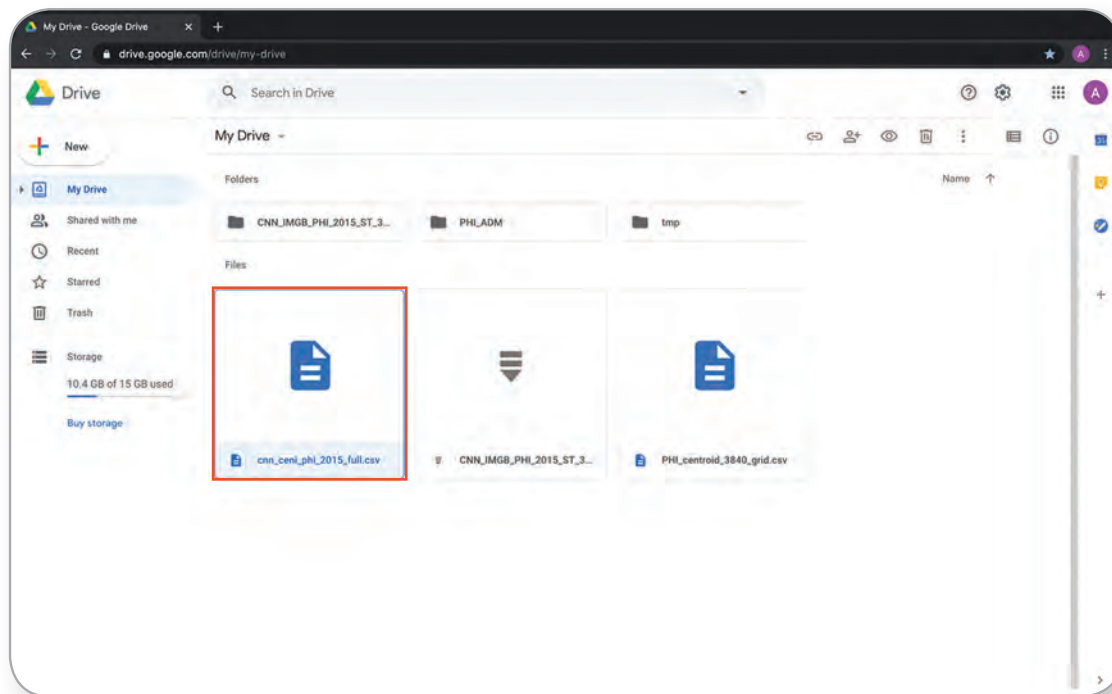 My Drive - Google Drive
drive.google.com/drive/my-drive
A
Drive
Search in Drive
A
New
My Drive
31
My Drive
Folders
Name
Shared with me
CNN_IMGB_PHI_2015_ST_3...
PHI_ADM
tmp
Recent
Files
Starred
Trash
Storage
10.4 GB of 15 GB used
Buy storage
cnn_ceni_phi_2015_full.csv
CNN_IMGB_PHI_2015_ST_3...
PHI_centroid_3840_grid.csv